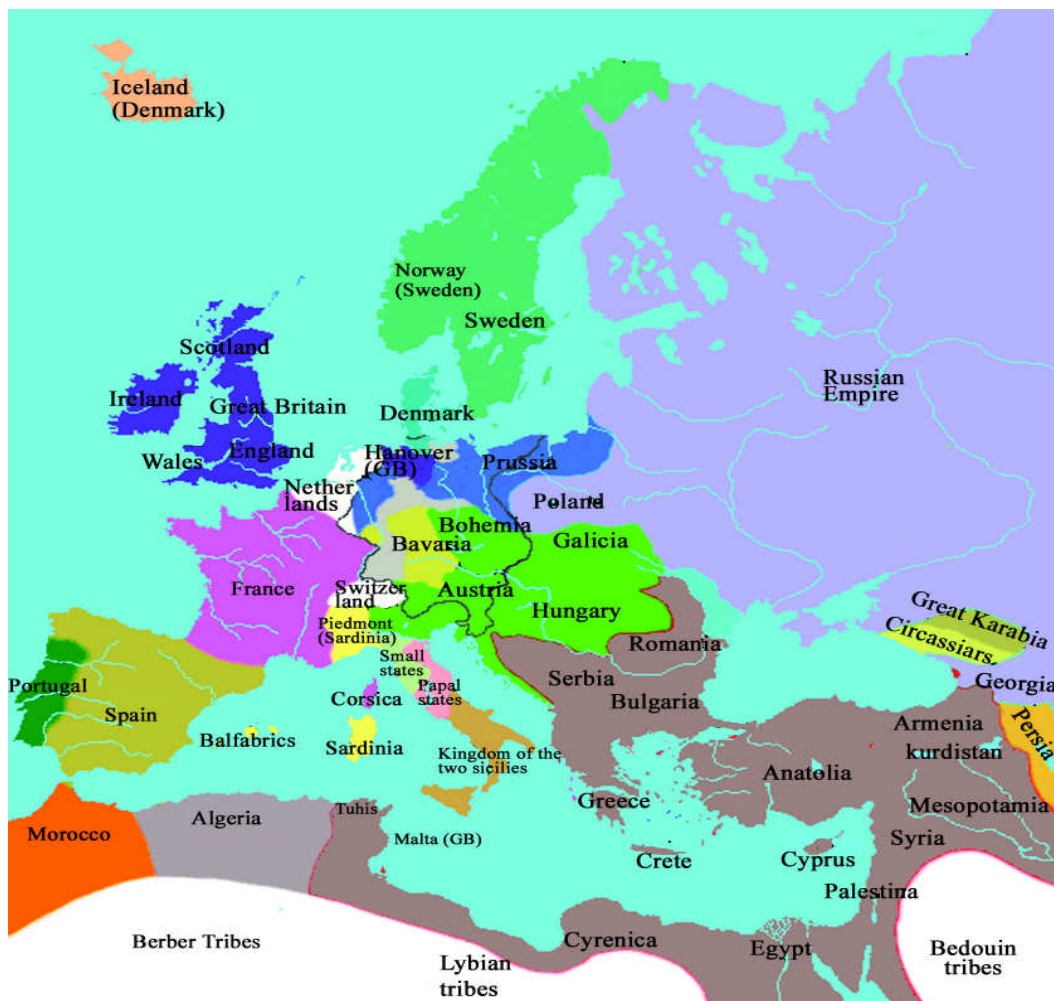 Iceland
(Denmark)
Norway
(Sweden)
Sweden
Scotland
Ireland
Great Britain
Wales
England
Denmark
Russian
Empire
Hanover
(GB)
Prussia
Nether
lands
Poland
Bohemia
Bavaria
Galicia
France
Switzer
land
Austria
Hungary
Piedmont
(Sardinia)
Great Karabia
Circassiars.
Romania
Small
states
Papal
states
Serbia
Georgia
Portugal
Spain
Corsica
Bulgaria
Armenia
Persia
Balfabrics
Sardinia
Kingdom of the
two sicilies
kurdistan
Anatolia
Greece
Mesopotamia
Morocco
Algeria
Tuhis
Malta (GB)
Syria
Crete
Cyprus
Palestina
Berber Tribes
Cyrenica
Egypt
Lybian
tribes
Bedouin
tribes